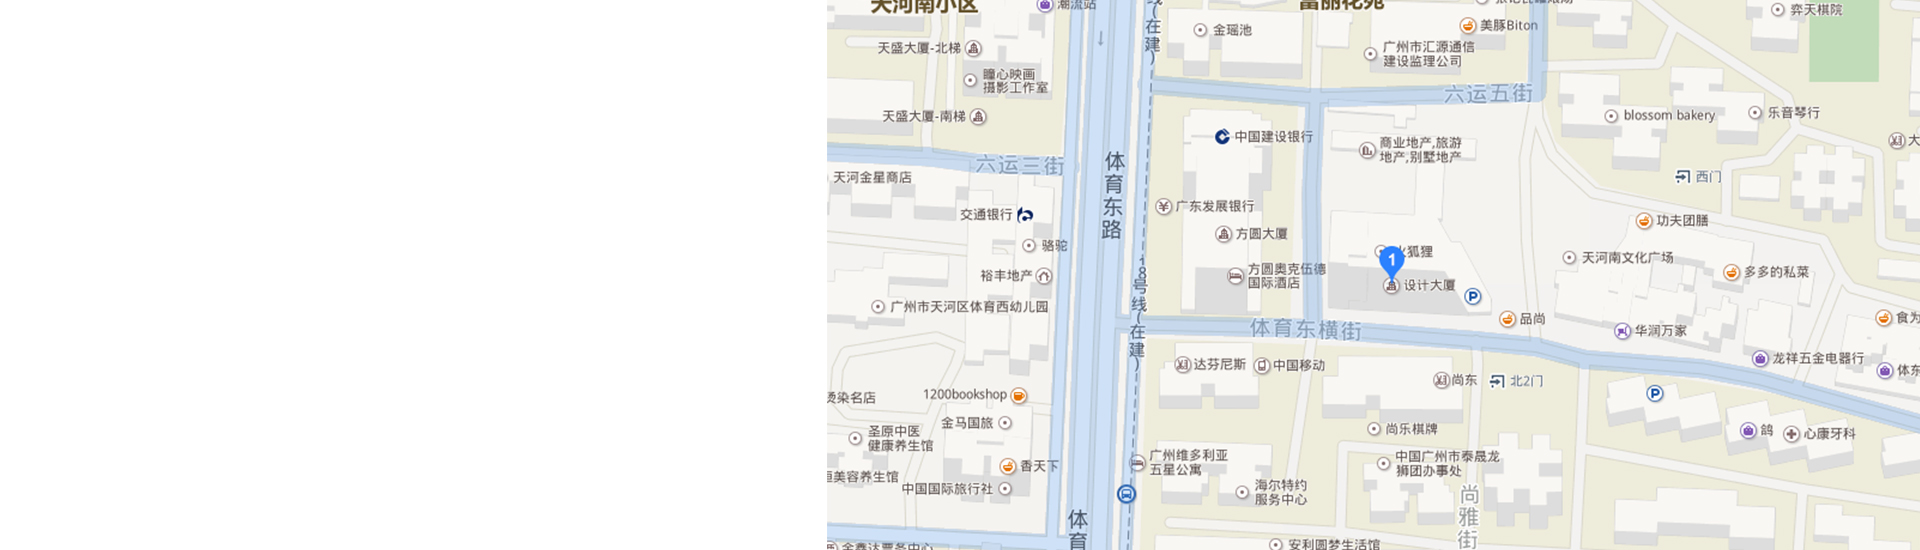 天河南小区
潮流站
天盛大厦-北梯
瞳心映画
摄影工作室
天盛大厦-南梯
六运三街
天河金星商店
交通银行
骆驼
裕丰地产
广州市天河区体育西幼儿园
1200bookshop
烫染名店
金马国旅
圣原中医
健康养生馆
香天下
恒美容养生馆
中国国际旅行社
体育东路
体育
线(在建)
18号线(在建)
富丽花苑
金瑶池
美豚Biton
广州市汇源通信
建设监理公司
弈天棋院
六运五街
中国建设银行
商业地产,旅游
地产,别墅地产
blossom bakery
乐音琴行
大
西门
广东发展银行
方圆大厦
方圆奥克伍德
国际酒店
火狐狸
1
设计大厦
P
功夫团膳
天河南文化广场
多多的私菜
品尚
华润万家
食为
体育东横街
龙祥五金电器行
体东
达芬尼斯
中国移动
尚东
北2门
P
尚乐棋牌
鸽
心康牙科
广州维多利亚
五星公寓
中国广州市泰晟龙
狮团办事处
海尔特约
服务中心
尚雅街
安利圆梦生活馆